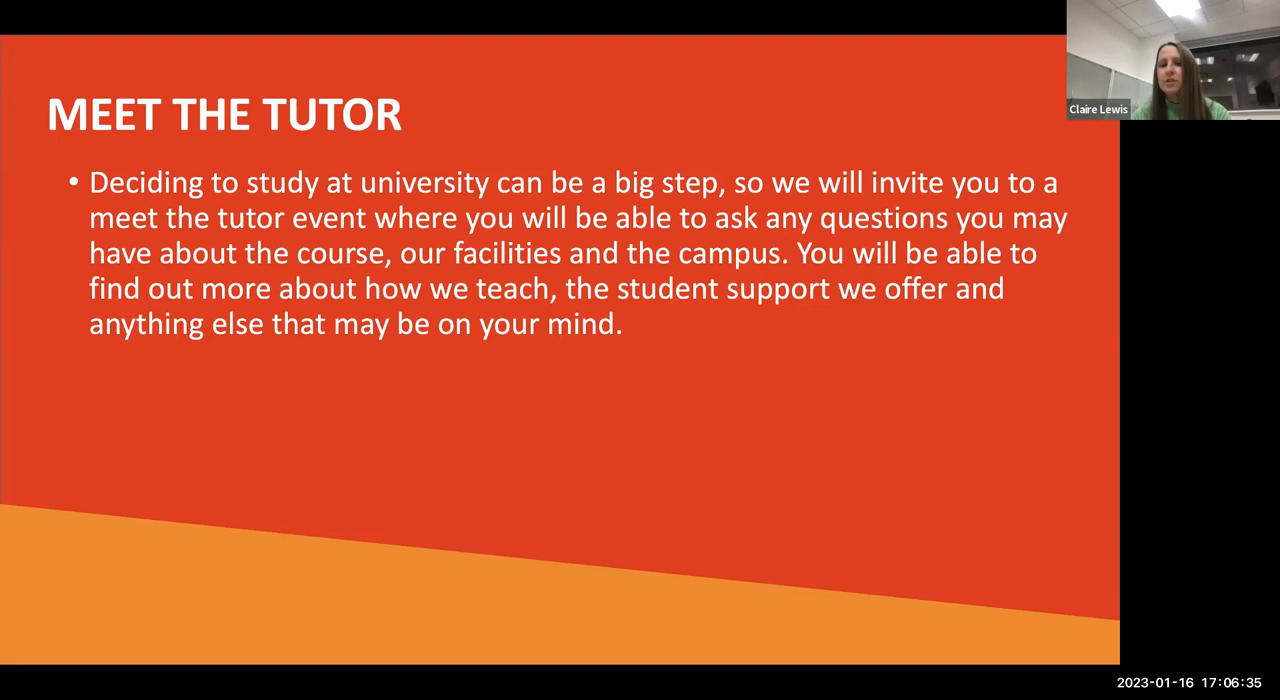 MEET THE TUTOR
• Deciding to study at university can be a big step, so we will invite you to a
meet the tutor event where you will be able to ask any questions you may
have about the course, our facilities and the campus. You will be able to
find out more about how we teach, the student support we offer and
anything else that may be on your mind.
Claire Lewis
2023-01-16 17:06:35